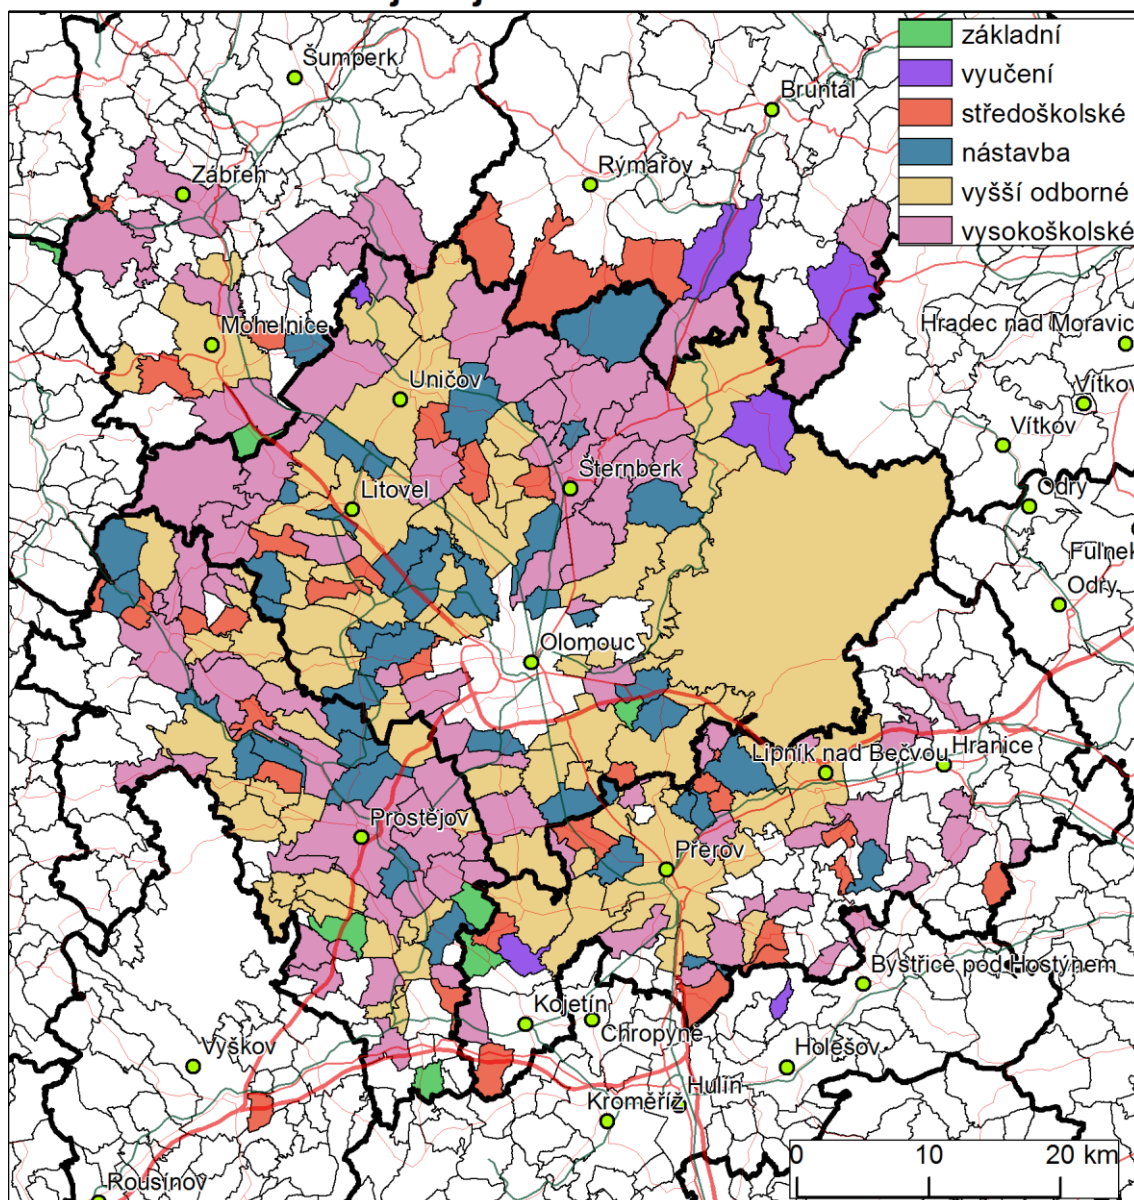 základní
vyučení
středoškolské
nástavba
vyšší odborné
vysokoškolské
Šumperk
Bruntál
Rýmařov
Zábřeh
Hradec nad Moravic
Mohelnice
Uničov
Vítkov
Vítkov
Šternberk
Litovel
Odry
Fulnek
Odry
Olomouc
Lipník nad Bečvou
Hranice
Prostějov
Přerov
Bystřice pod Hostýnem
Kojetín
Chropyně
Vyškov
Holešov
Hulín
Kroměříž
0 10 20 km
Rousínov